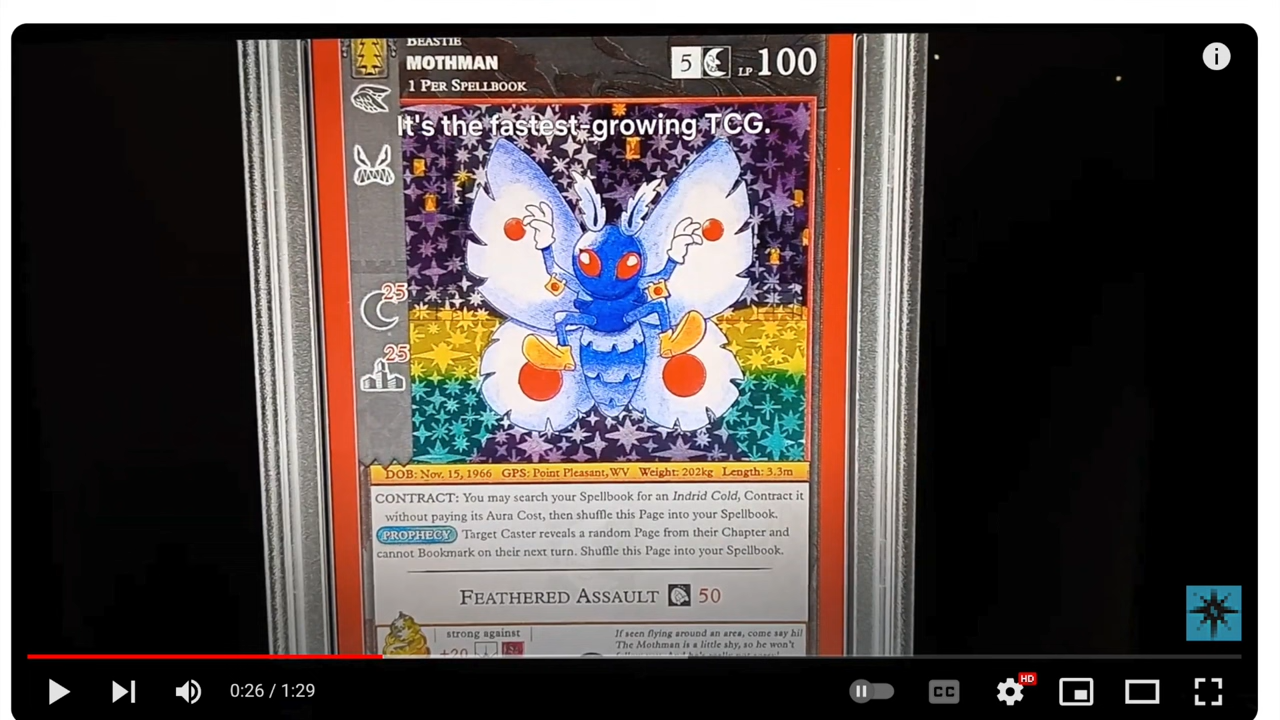 BEASTIE
MOTHMAN
1 PER SPELLBOOK
5
LP 100
It's the fastest-growing TCG.
25
25
DOB: Nov. 15, 1966 GPS: Point Pleasant, WV Weight: 202kg Length: 3.3m
CONTRACT: You may search your Spellbook for an Indrid Cold, Contract it
without paying its Aura Cost, then shuffle this Page into your Spellbook.
PROPHECY Target Caster reveals a random Page from their Chapter and
cannot Bookmark on their next turn. Shuffle this Page into your Spellbook.
FEATHERED ASSAULT 50
strong against
+20
If seen flying around an area, come say hi!
The Mothman is a little shy, so he won't
0:26 / 1:29
CC
HD